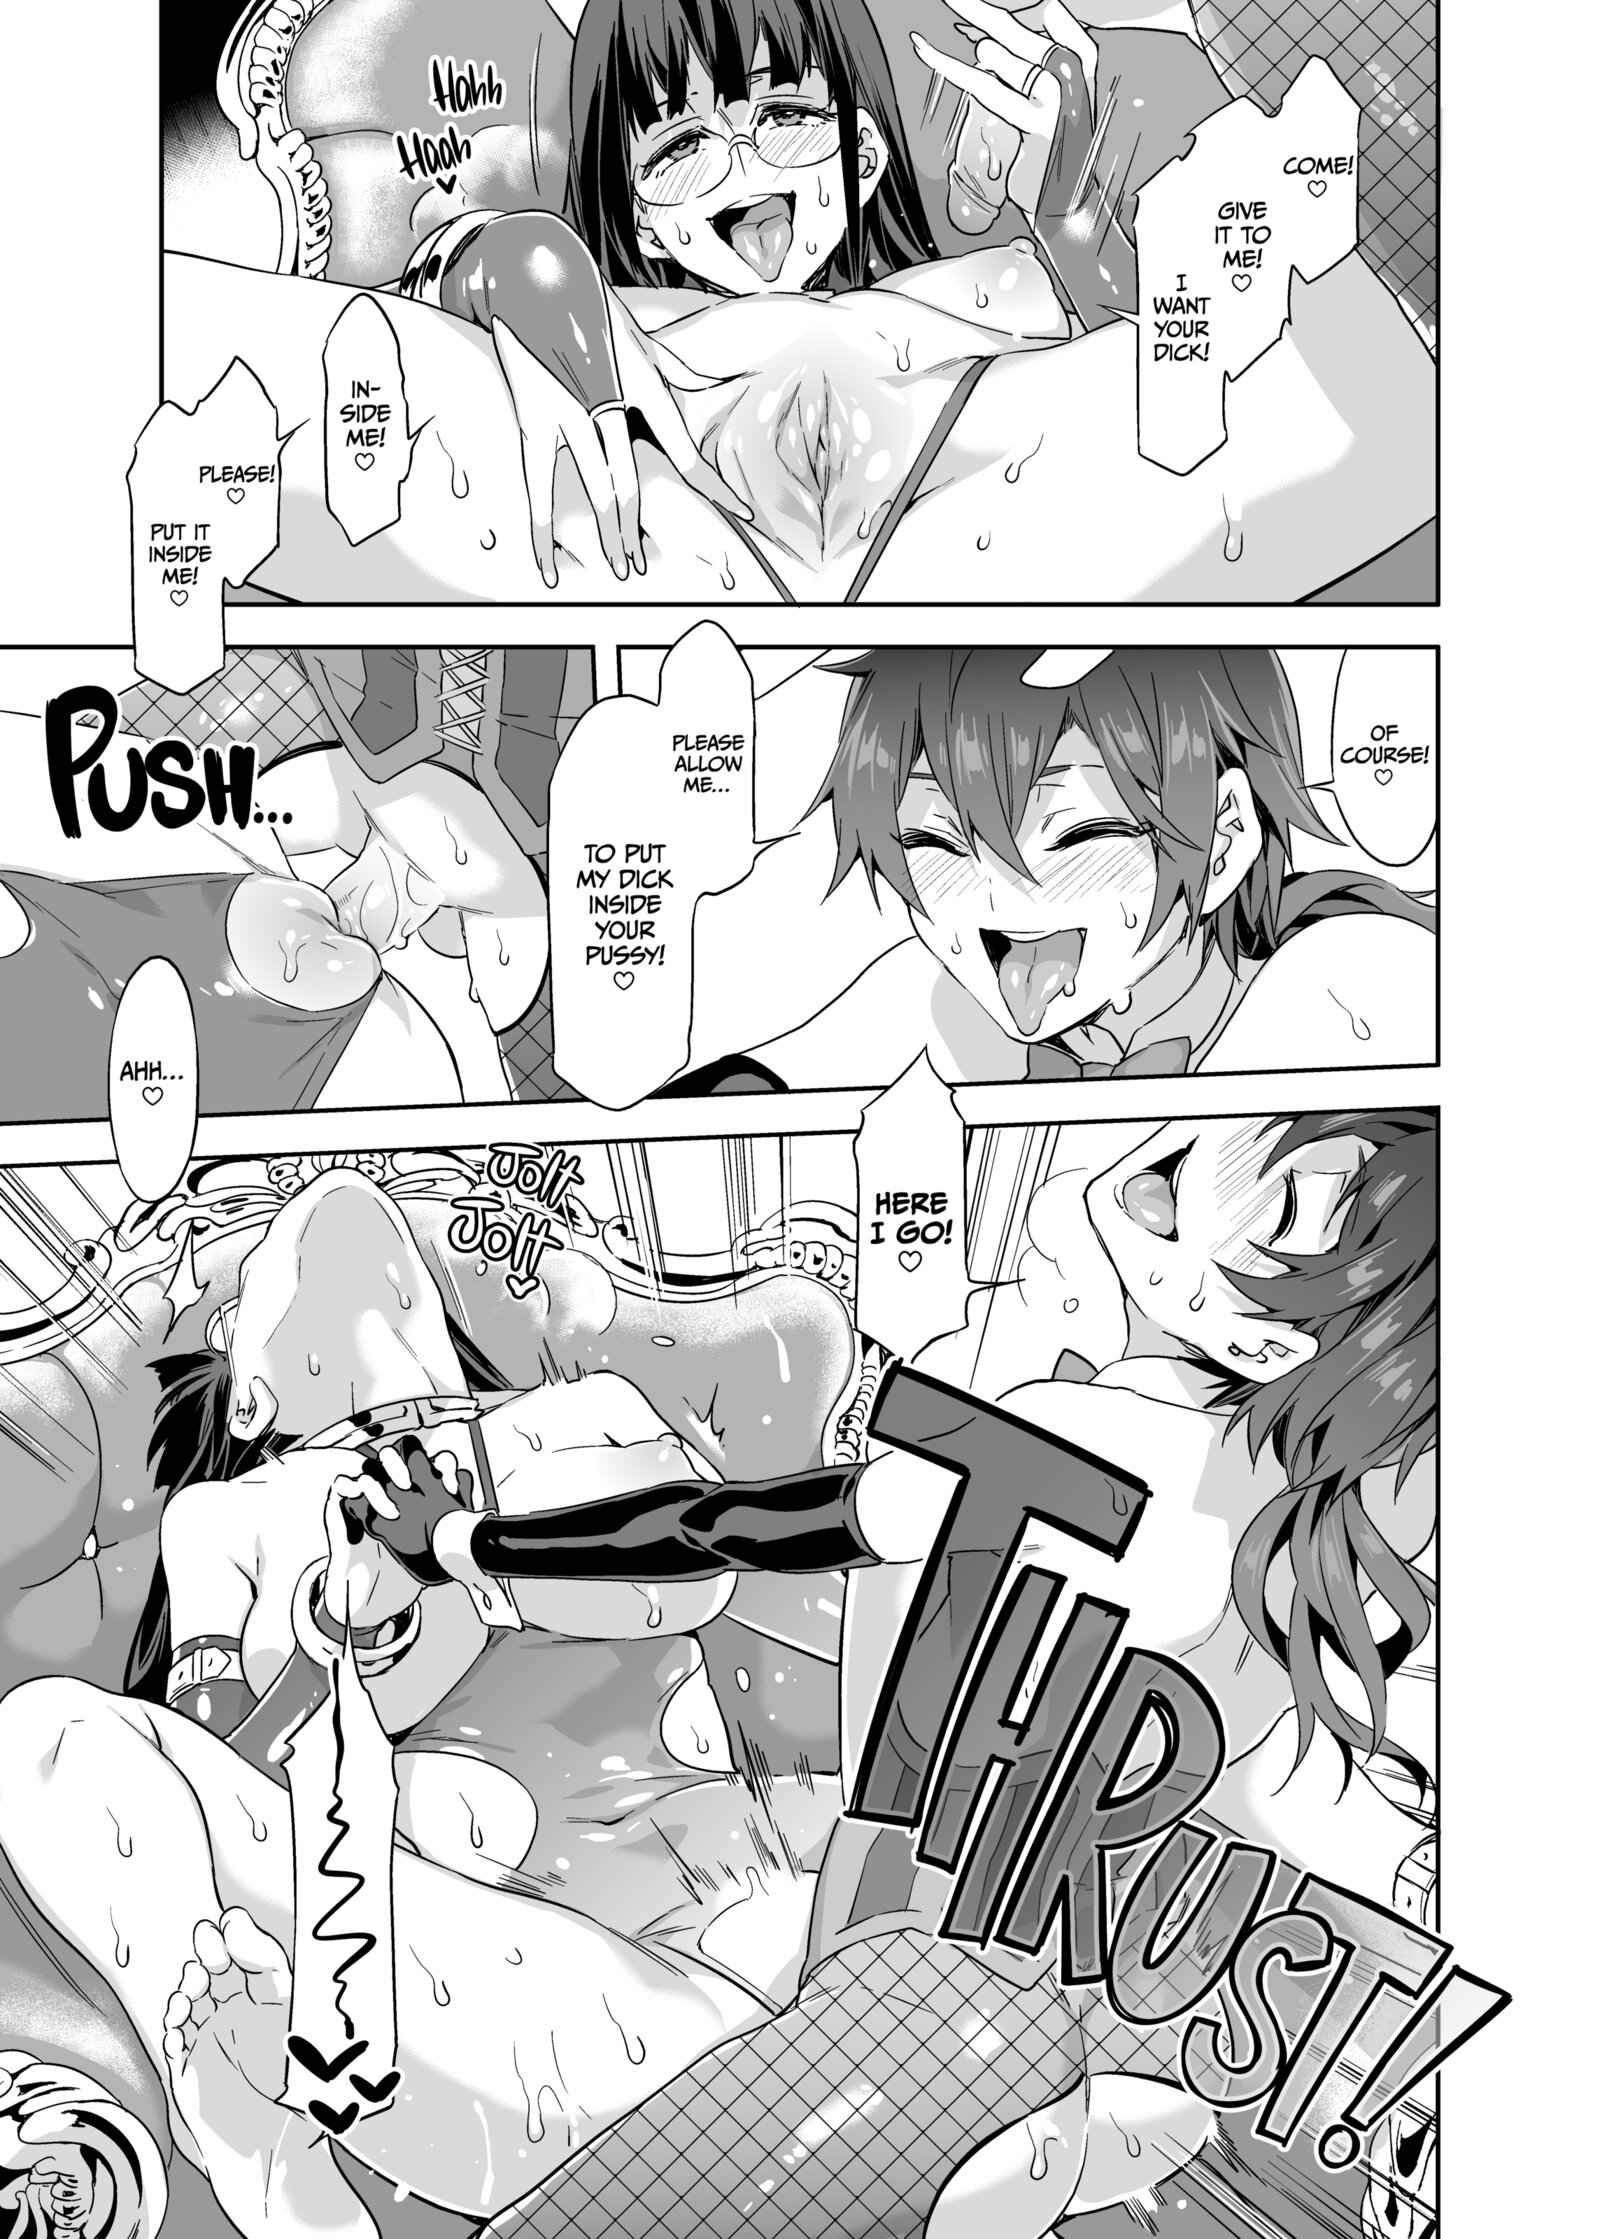 COME!
♡
GIVE
IT TO
ME!
♡
I
WANT
YOUR
DICK!
Hahh
Haah
♥
IN-
SIDE
ME!
♡
PLEASE!
♡
PUT IT
INSIDE
ME!
♡
OF
COURSE!
♡
PLEASE
ALLOW
ME...
TO PUT
MY DICK
INSIDE
YOUR
PUSSY!
♡
PUSH...
AHH...
♡
HERE
I GO!
♡
Jolt
Jolt
♥
THRUST!!